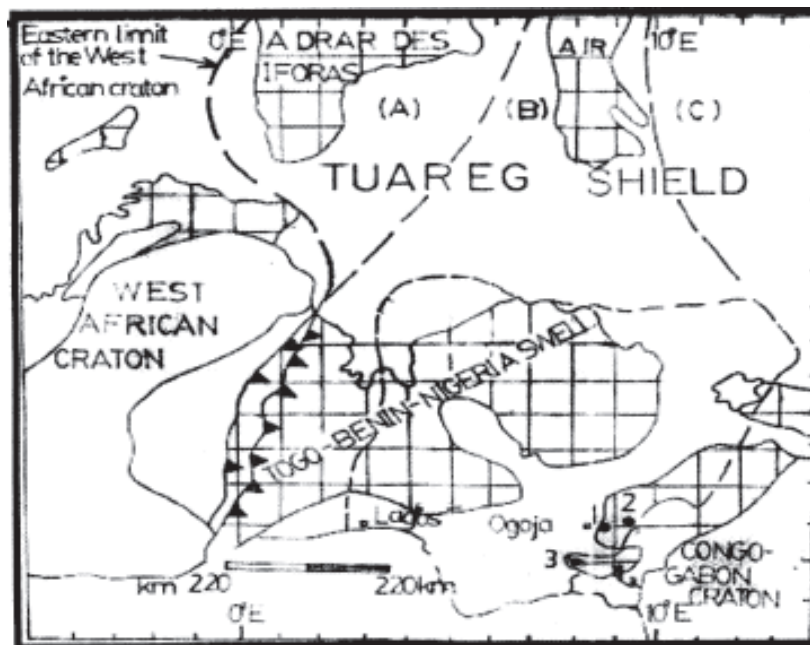 Eastern limit
of the West
African craton
0°E
ADRAR DES
IFORAS
AIR
10°E
(A)
(B)
(C)
TUAREG SHIELD
WEST
AFRICAN
CRATON
TOGO-BENIN-NIGERIA SWELL
Lagos
Ogoja
1
2
3
CONGO-
GABON
CRATON
km 220
220km
0°E
10°E